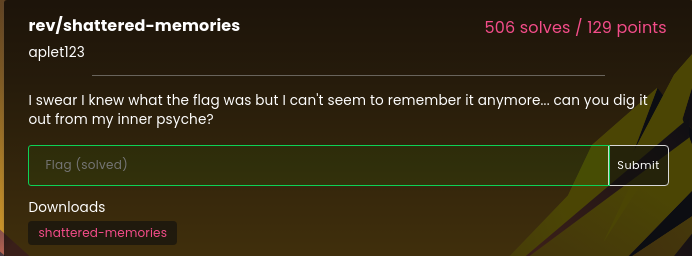 rev/shattered-memories
506 solves / 129 points
aplet123
I swear I knew what the flag was but I can't seem to remember it anymore... can you dig it
out from my inner psyche?
Flag (solved)
Submit
Downloads
shattered-memories